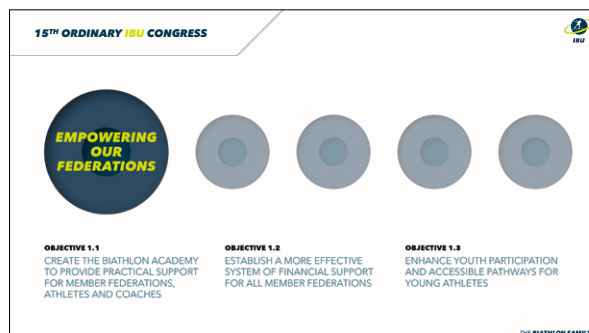 15TH ORDINARY IBU CONGRESS
IBU
EMPOWERING
OUR
FEDERATIONS
OBJECTIVE 1.1
CREATE THE BIATHLON ACADEMY
TO PROVIDE PRACTICAL SUPPORT
FOR MEMBER FEDERATIONS,
ATHLETES AND COACHES
OBJECTIVE 1.2
ESTABLISH A MORE EFFECTIVE
SYSTEM OF FINANCIAL SUPPORT
FOR ALL MEMBER FEDERATIONS
OBJECTIVE 1.3
ENHANCE YOUTH PARTICIPATION
AND ACCESSIBLE PATHWAYS FOR
YOUNG ATHLETES
THE BIATHLON FAMILY